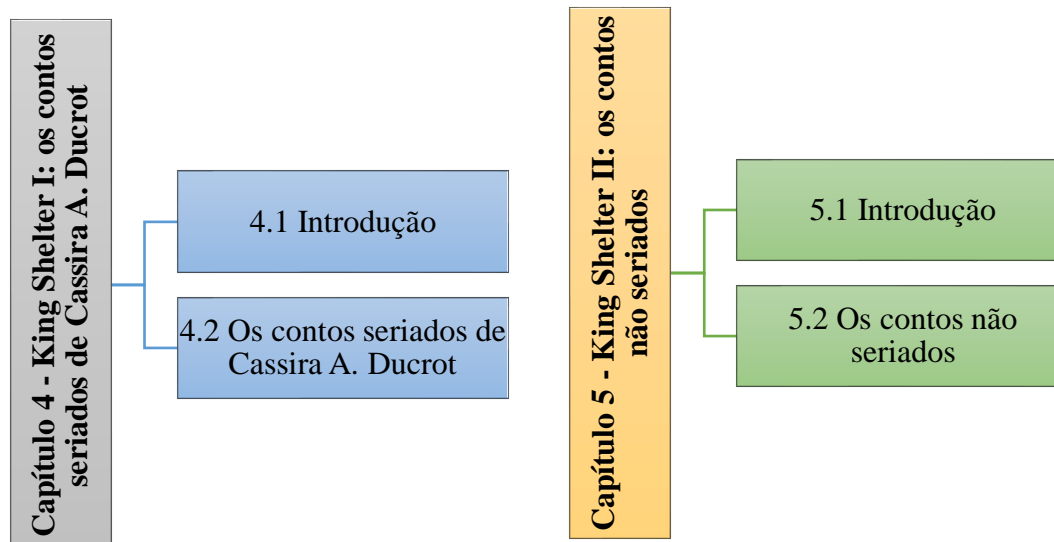 Capítulo 4 - King Shelter I: os contos
seriados de Cassira A. Ducrot
4.1 Introdução
4.2 Os contos seriados de
Cassira A. Ducrot
Capítulo 5 - King Shelter II: os contos
não seriados
5.1 Introdução
5.2 Os contos não
seriados